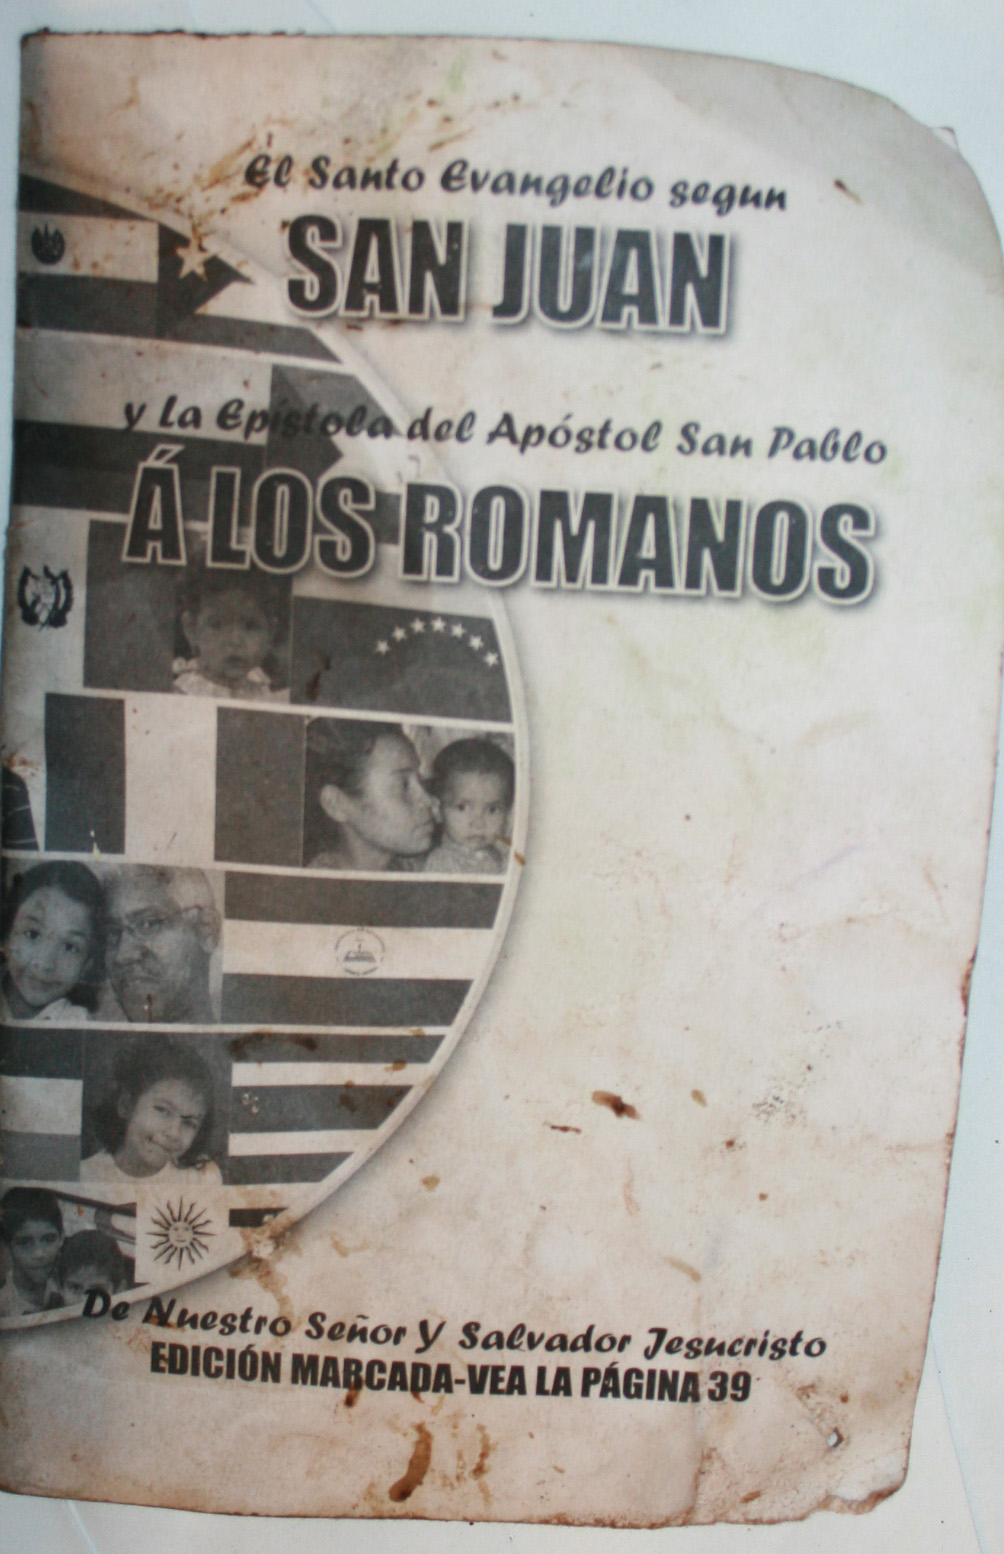 El Santo Evangelio segun
SAN JUAN
y La Epístola del Apóstol San Pablo
Á LOS ROMANOS
De Nuestro Señor Y Salvador Jesucristo
EDICIÓN MARCADA-VEA LA PÁGINA 39